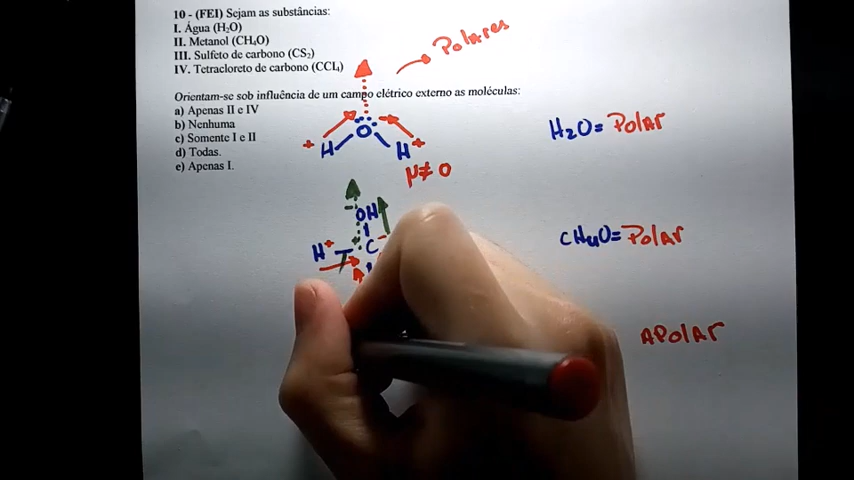 10 - (FEI) Sejam as substâncias:
I. Água (H₂O)
II. Metanol (CH₄O)
III. Sulfeto de carbono (CS₂)
IV. Tetracloreto de carbono (CCL₄)
Polares
Orientam-se sob influência de um campo elétrico externo as moléculas:
a) Apenas II e IV
b) Nenhuma
c) Somente I e II
d) Todas.
e) Apenas I.
O
+ H H +
μ≠0
H₂O= Polar
- OH
H+ C -
CH₄O= Polar
APolar